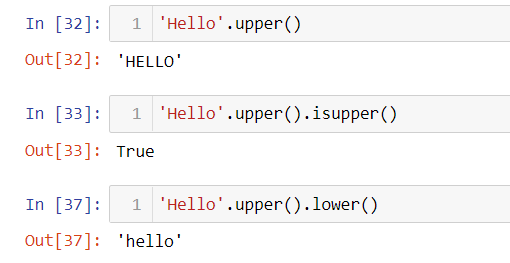 In [32]: 1 'Hello'.upper()
Out[32]: 'HELLO'
In [33]: 1 'Hello'.upper().isupper()
Out[33]: True
In [37]: 1 'Hello'.upper().lower()
Out[37]: 'hello'